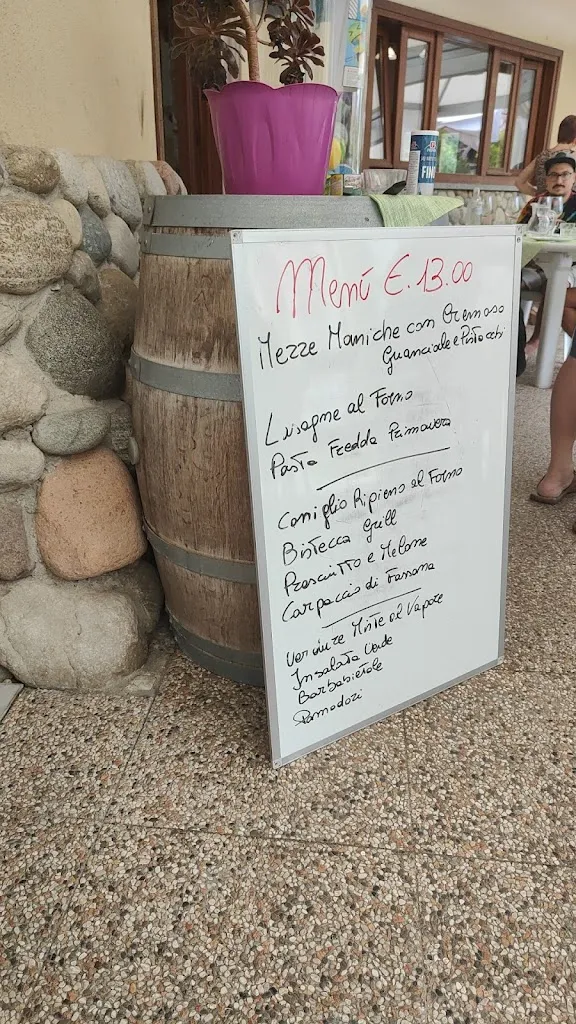 Menú €. 13.00
Mezze Maniche con Cremoso
Guanciale e Pistacchi
Lasagne al Forno
Pasta Fredda Primavera
Coniglio Ripieno al Forno
Bistecca Grill
Prosciutto e Melone
Carpaccio di Fassona
Verdure Miste al Vapore
Insalata Verde
Barbabietole
Pomodori
FIN